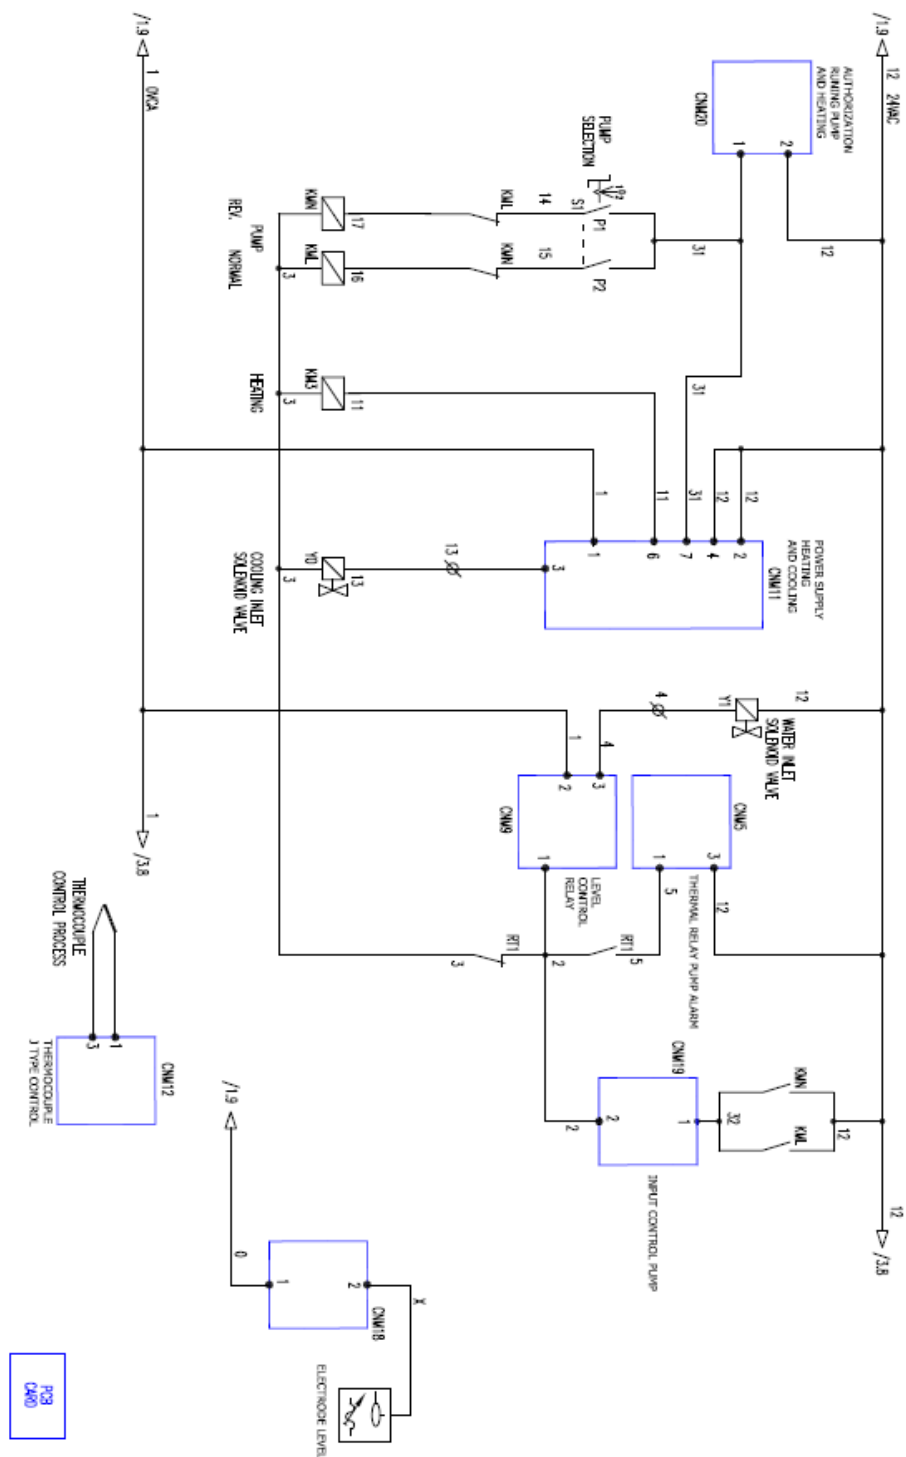 /1.9
12 24VAC
12
/3.8
AUTHORIZATION
RUNING PUMP
AND HEATING
CNM20
2
1
12
31
PUMP
SELECTION
1 0 2
S1
P1
P2
14
15
KML
KMN
17
16
KMN
KML
3
PUMP
REV. NORMAL
31
11
KM3
3
HEATING
POWER SUPPLY
HEATING
AND COOLING
CNM11
12
12
31
11
1
2
4
7
6
1
3
13
13
Y0
3
COOLING INLET
SOLENOID VALVE
12
WATER INLET
SOLENOID VALVE
Y1
4
4
1
3
2
CNM9
1
LEVEL
CONTROL
RELAY
CNM5
3
1
12
5
THERMAL RELAY PUMP ALARM
RT1
5
2
RT1
3
CNM19
2
1
2
32
12
KMN
KML
INPUT CONTROL PUMP
/1.9
1 0VCA
1
/3.8
THERMOCOUPLE
CONTROL PROCESS
1
3
CNM12
THERMOCOUPLE
J TYPE CONTROL
/1.9
0
1
2
CNM18
X
ELECTRODE LEVEL
PCB
CARD